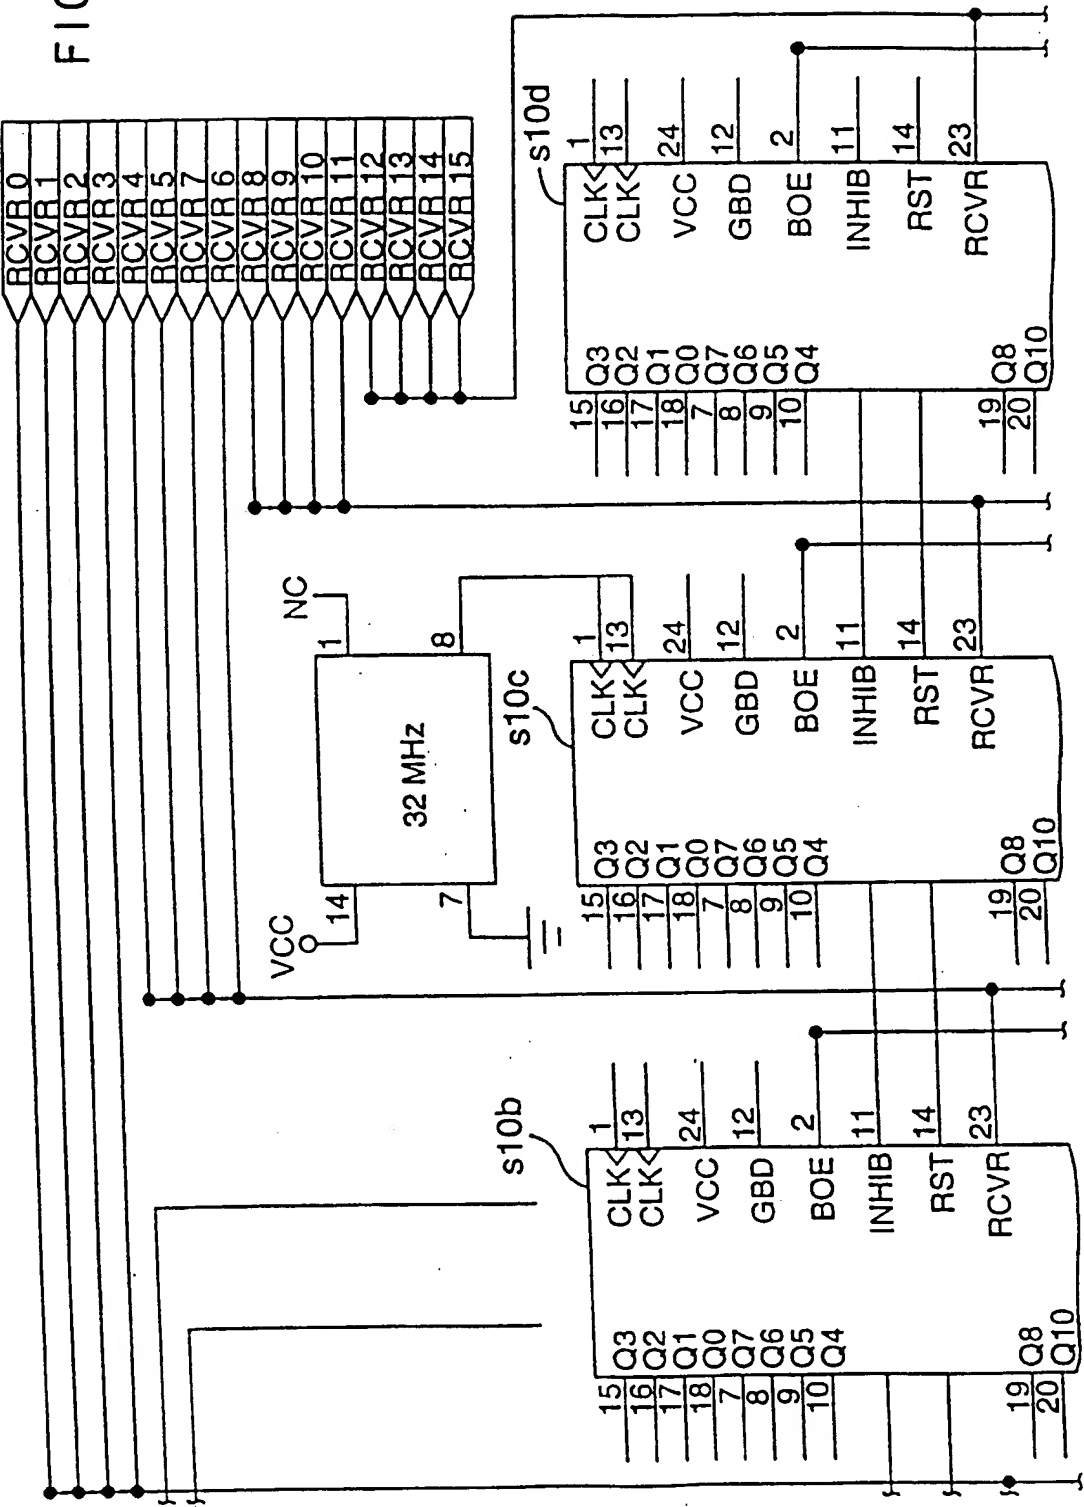 FIG
RCVR 0
RCVR 1
RCVR 2
RCVR 3
RCVR 4
RCVR 5
RCVR 7
RCVR 6
RCVR 8
RCVR 9
RCVR 10
RCVR 11
RCVR 12
RCVR 13
RCVR 14
RCVR 15
VCC
14
7
32 MHz
1
8
NC
s10b
15 Q3
16 Q2
17 Q1
18 Q0
7 Q7
8 Q6
9 Q5
10 Q4
19 Q8
20 Q10
CLK 1
CLK 13
VCC 24
GBD 12
BOE 2
INHIB 11
RST 14
RCVR 23
s10c
15 Q3
16 Q2
17 Q1
18 Q0
7 Q7
8 Q6
9 Q5
10 Q4
19 Q8
20 Q10
CLK 1
CLK 13
VCC 24
GBD 12
BOE 2
INHIB 11
RST 14
RCVR 23
s10d
15 Q3
16 Q2
17 Q1
18 Q0
7 Q7
8 Q6
9 Q5
10 Q4
19 Q8
20 Q10
CLK 1
CLK 13
VCC 24
GBD 12
BOE 2
INHIB 11
RST 14
RCVR 23